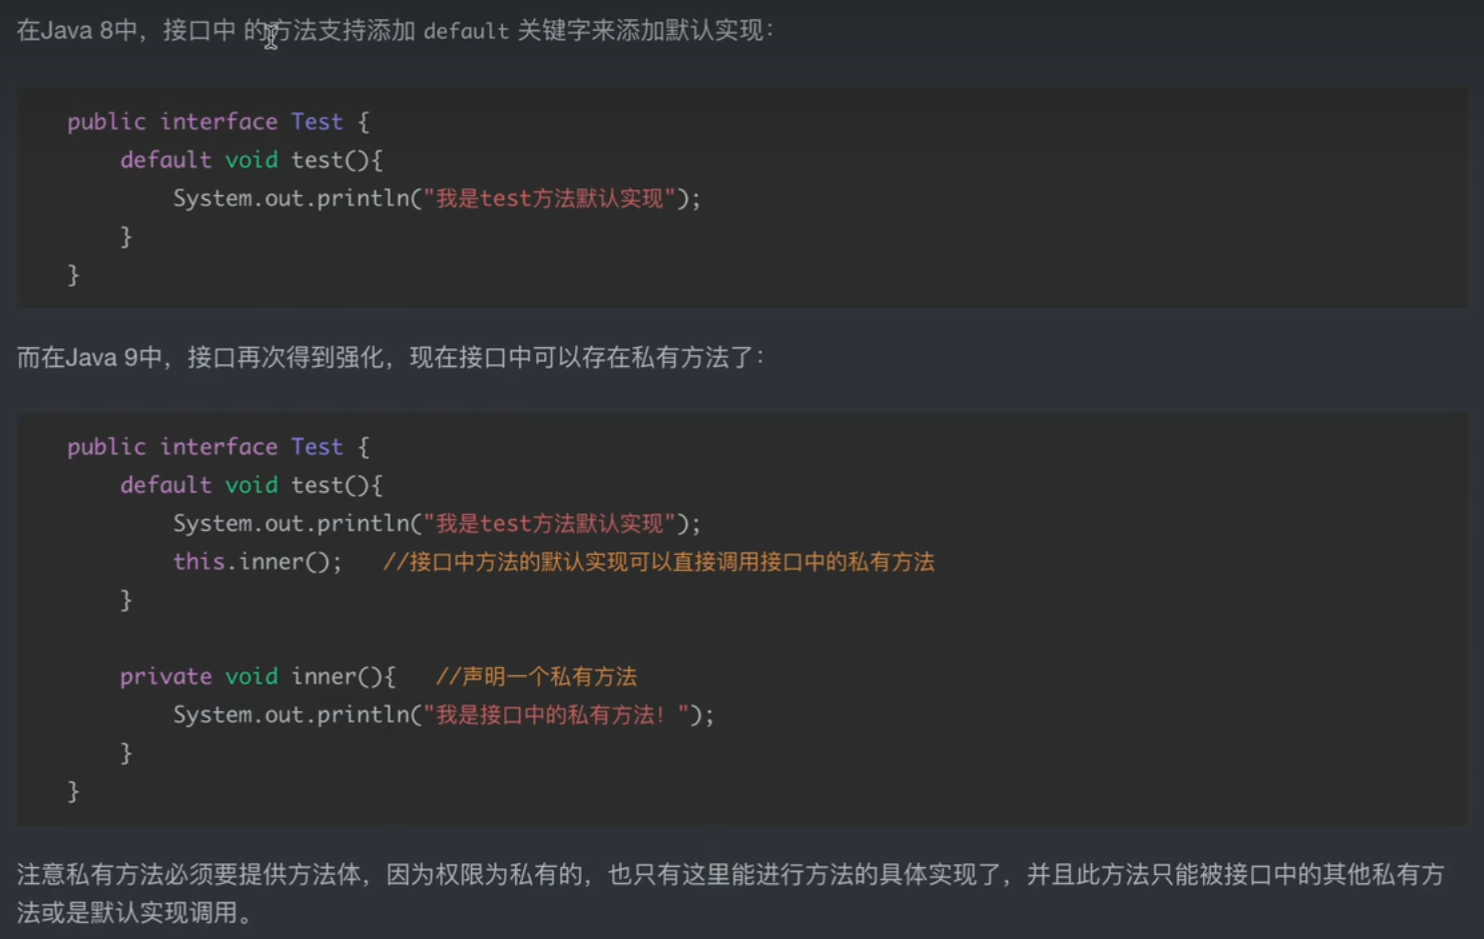 在Java 8中，接口中 的方法支持添加 default 关键字来添加默认实现：
public interface Test {
    default void test(){
        System.out.println("我是test方法默认实现");
    }
}
而在Java 9中，接口再次得到强化，现在接口中可以存在私有方法了：
public interface Test {
    default void test(){
        System.out.println("我是test方法默认实现");
        this.inner();   //接口中方法的默认实现可以直接调用接口中的私有方法
    }
    private void inner(){   //声明一个私有方法
        System.out.println("我是接口中的私有方法！");
    }
}
注意私有方法必须要提供方法体，因为权限为私有的，也只有这里能进行方法的具体实现了，并且此方法只能被接口中的其他私有方
法或是默认实现调用。